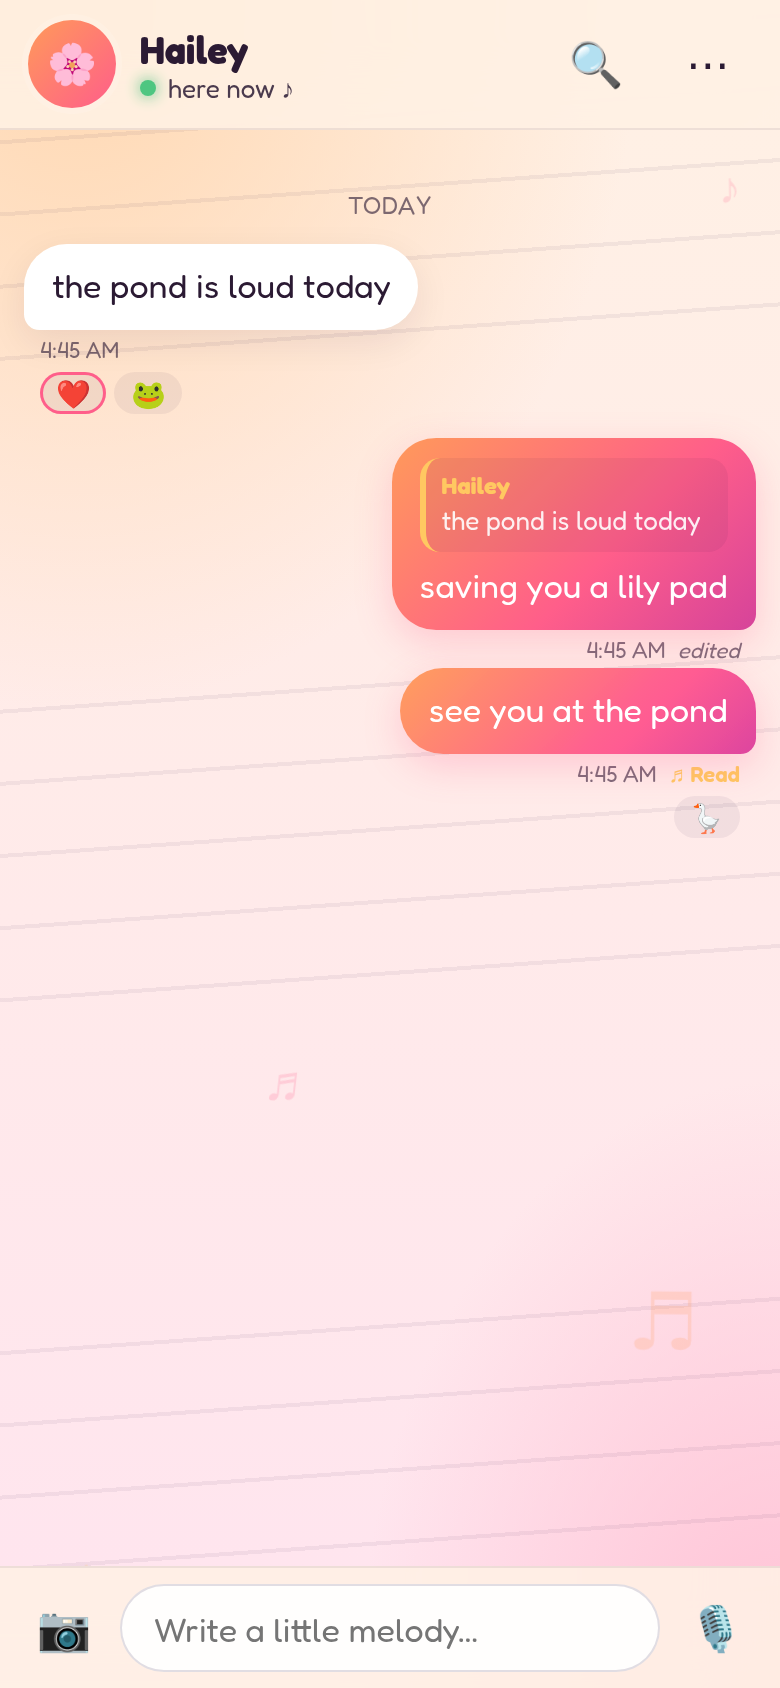 Hailey
here now ♪
TODAY
the pond is loud today
4:45 AM
Hailey
the pond is loud today
saving you a lily pad
4:45 AM edited
see you at the pond
4:45 AM ♬ Read
Write a little melody...